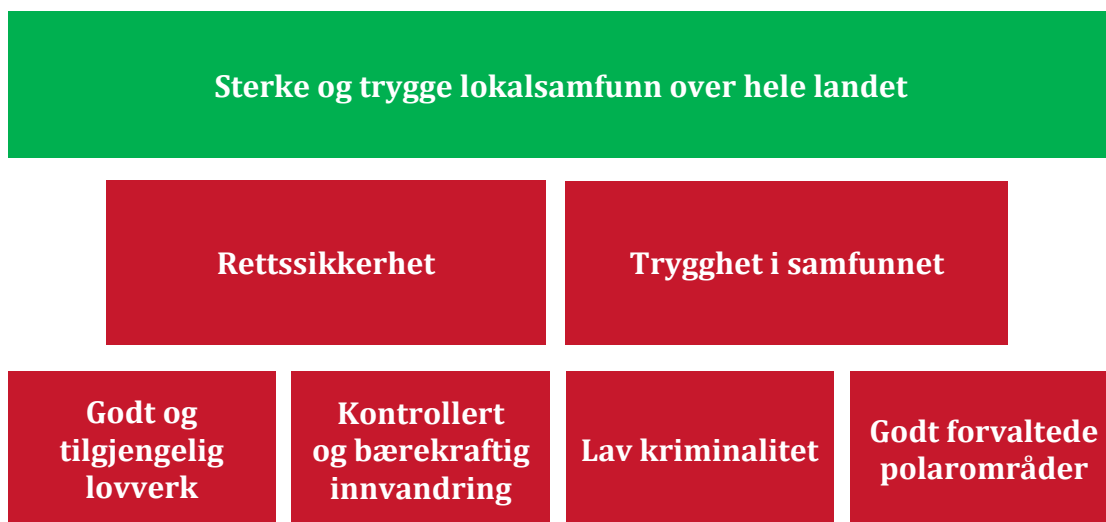 Sterke og trygge lokalsamfunn over hele landet
Rettssikkerhet
Trygghet i samfunnet
Godt og
tilgjengelig
lovverk
Kontrollert
og bærekraftig
innvandring
Lav kriminalitet
Godt forvaltede
polarområder